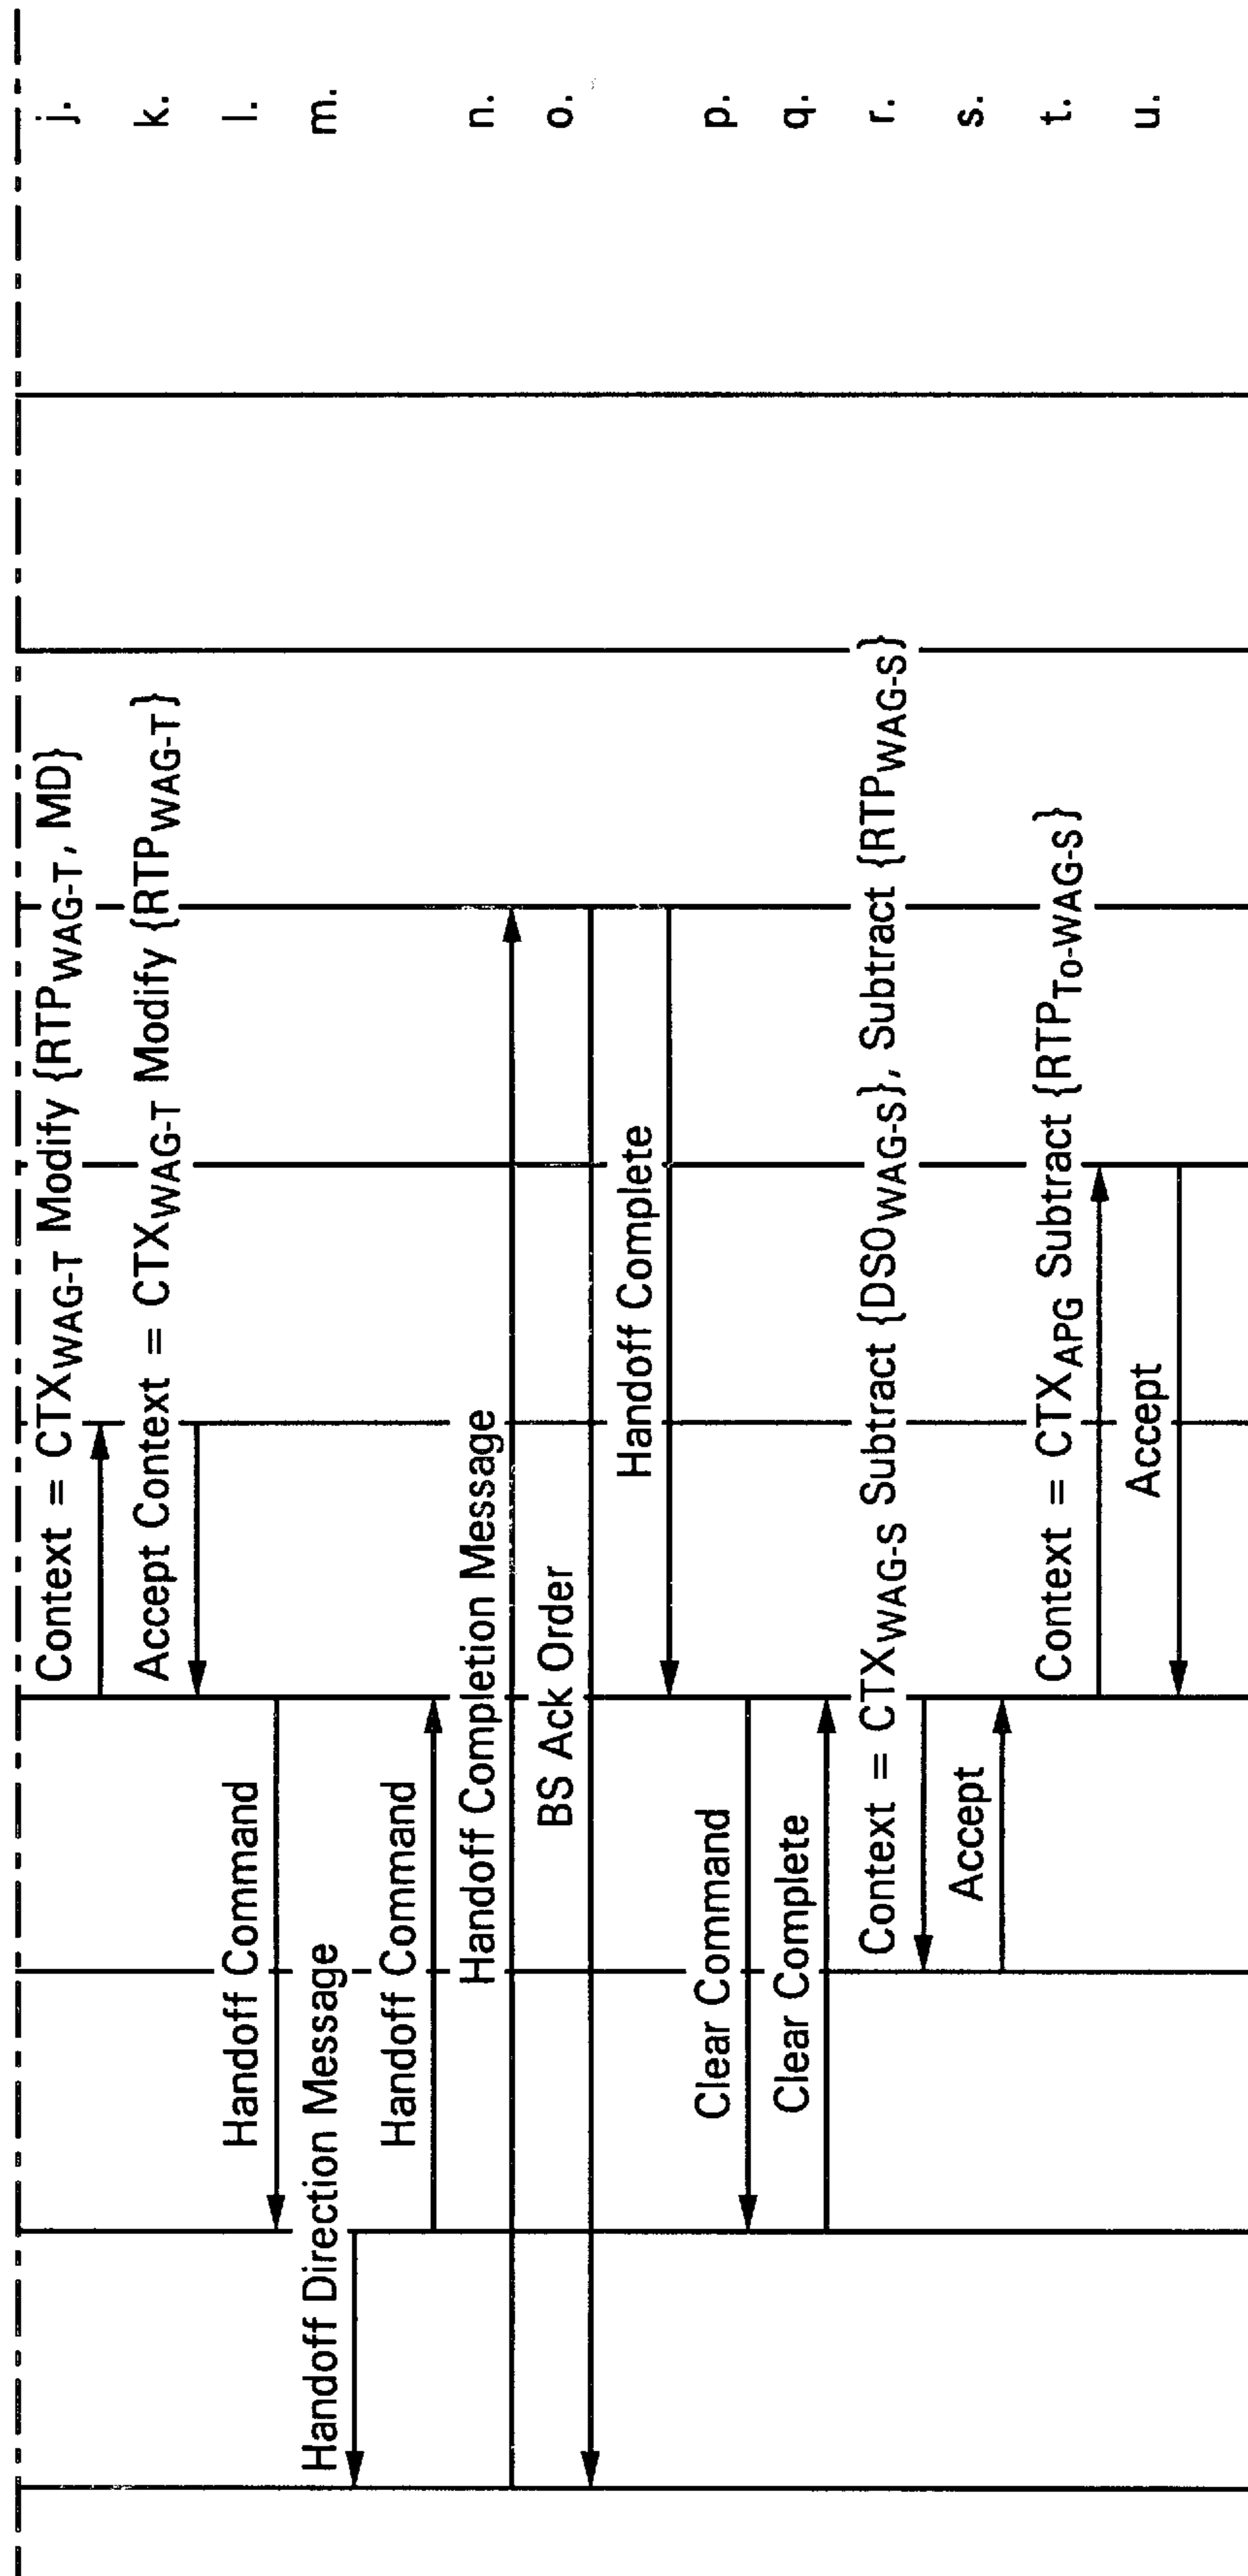 Context = CTXWAG-T Modify {RTPWAG-T, MD}
j.
Accept Context = CTXWAG-T Modify {RTPWAG-T}
k.
Handoff Command
l.
Handoff Direction Message
m.
Handoff Command
Handoff Completion Message
n.
BS Ack Order
o.
Handoff Complete
Clear Command
p.
Clear Complete
q.
Context = CTXWAG-S Subtract {DSOWAG-S}, Subtract {RTPWAG-S}
r.
Accept
s.
Context = CTXAPG Subtract {RTPTo-WAG-S}
t.
Accept
u.